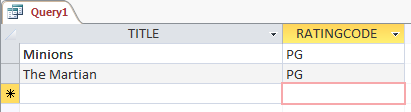 Query1
TITLE RATINGCODE
Minions PG
The Martian PG